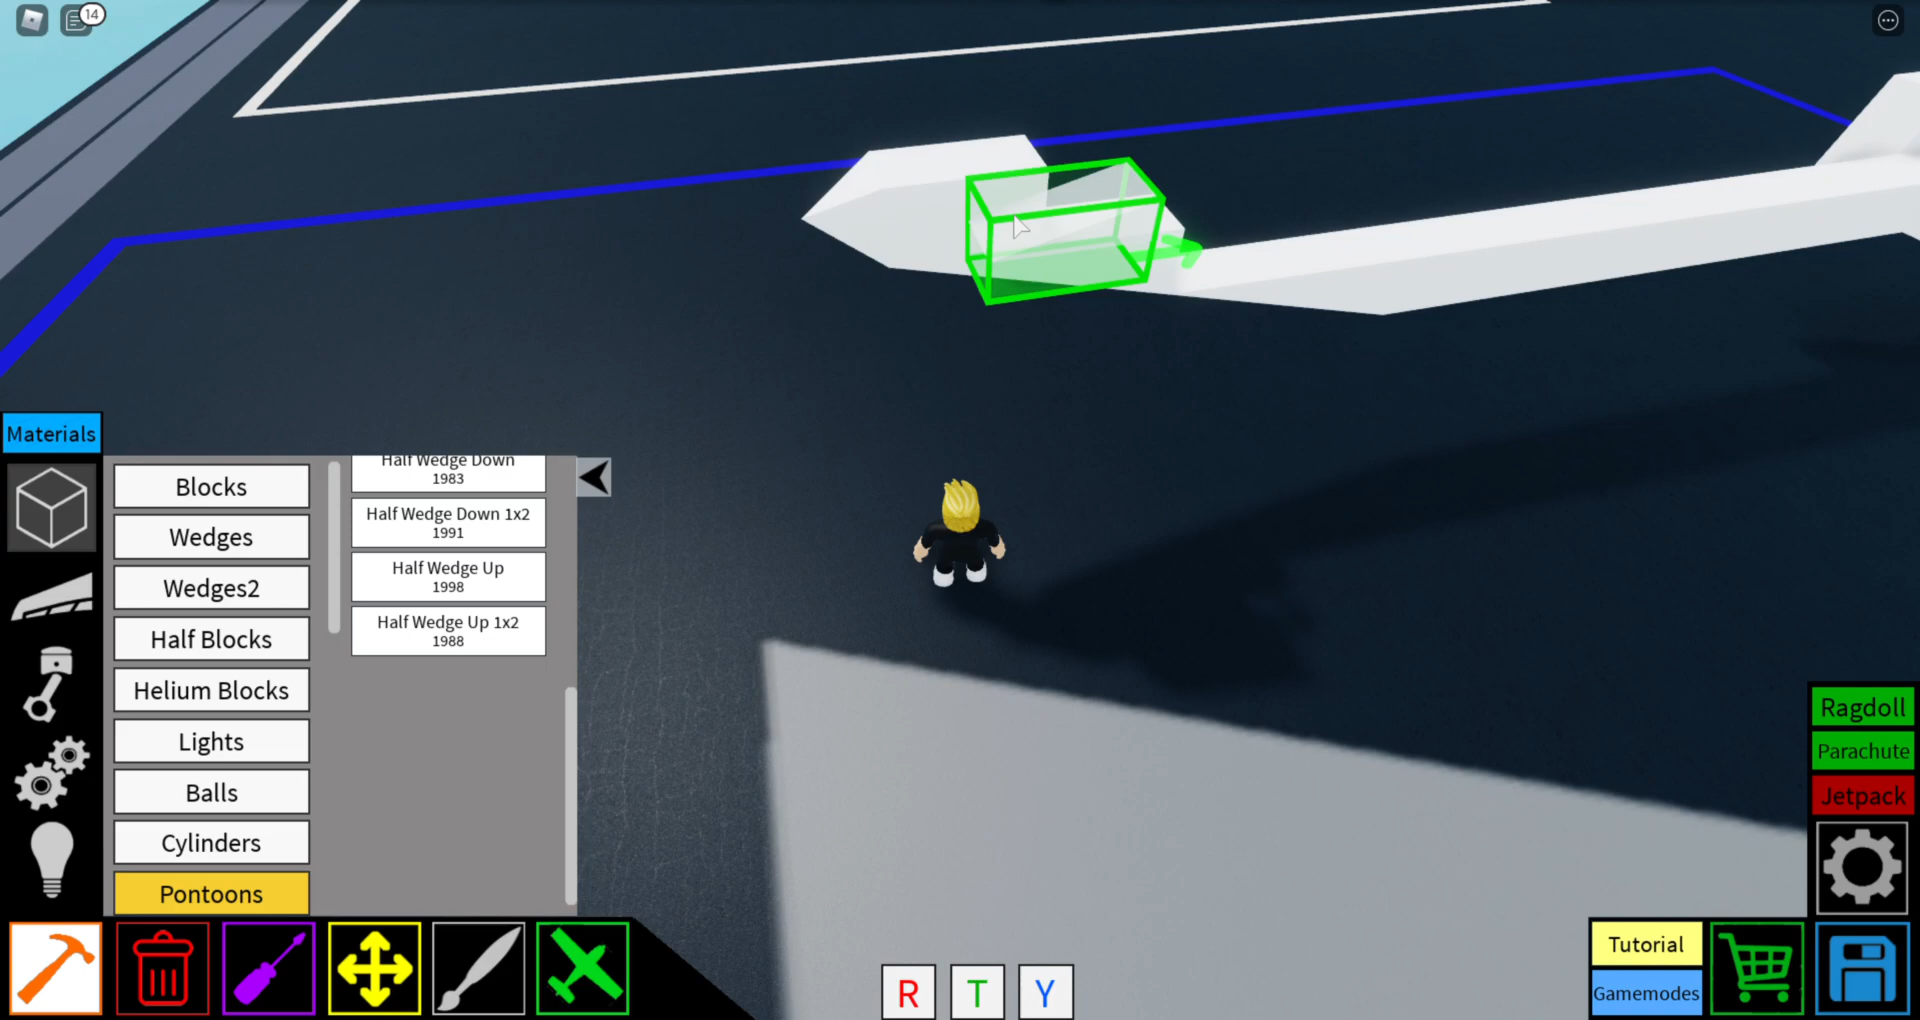 14
Materials
Blocks
Wedges
Wedges2
Half Blocks
Helium Blocks
Lights
Balls
Cylinders
Pontoons
Half Wedge Down
1983
Half Wedge Down 1x2
1991
Half Wedge Up
1998
Half Wedge Up 1x2
1988
R T Y
Ragdoll
Parachute
Jetpack
Tutorial
Gamemodes